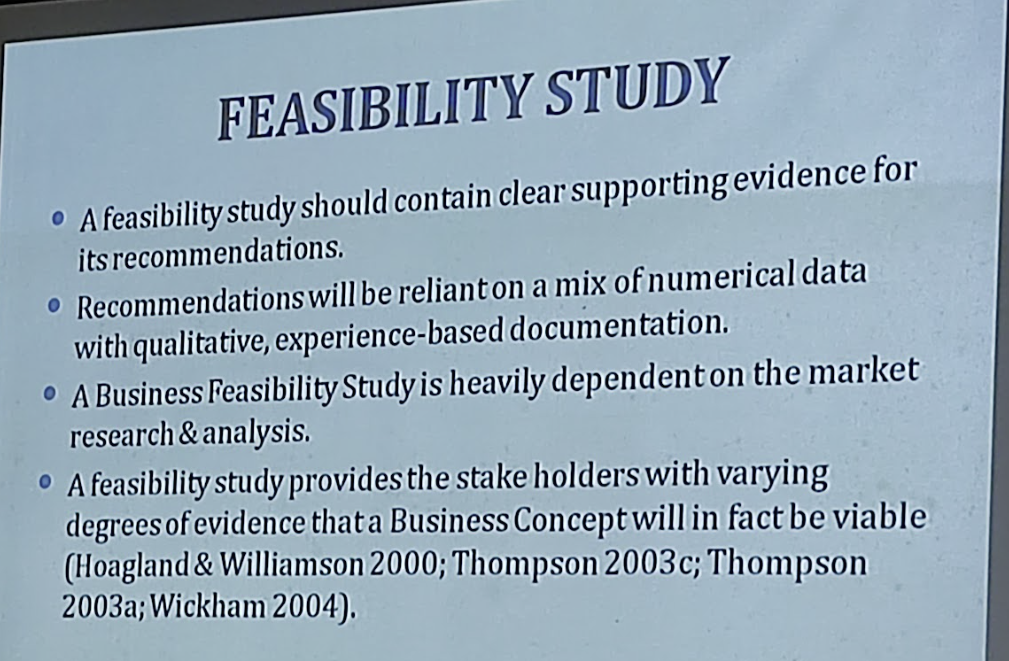 FEASIBILITY STUDY
• A feasibility study should contain clear supporting evidence for
its recommendations.
• Recommendations will be reliant on a mix of numerical data
with qualitative, experience-based documentation.
• A Business Feasibility Study is heavily dependent on the market
research & analysis.
• A feasibility study provides the stake holders with varying
degrees of evidence that a Business Concept will in fact be viable
(Hoagland & Williamson 2000; Thompson 2003c; Thompson
2003a; Wickham 2004).